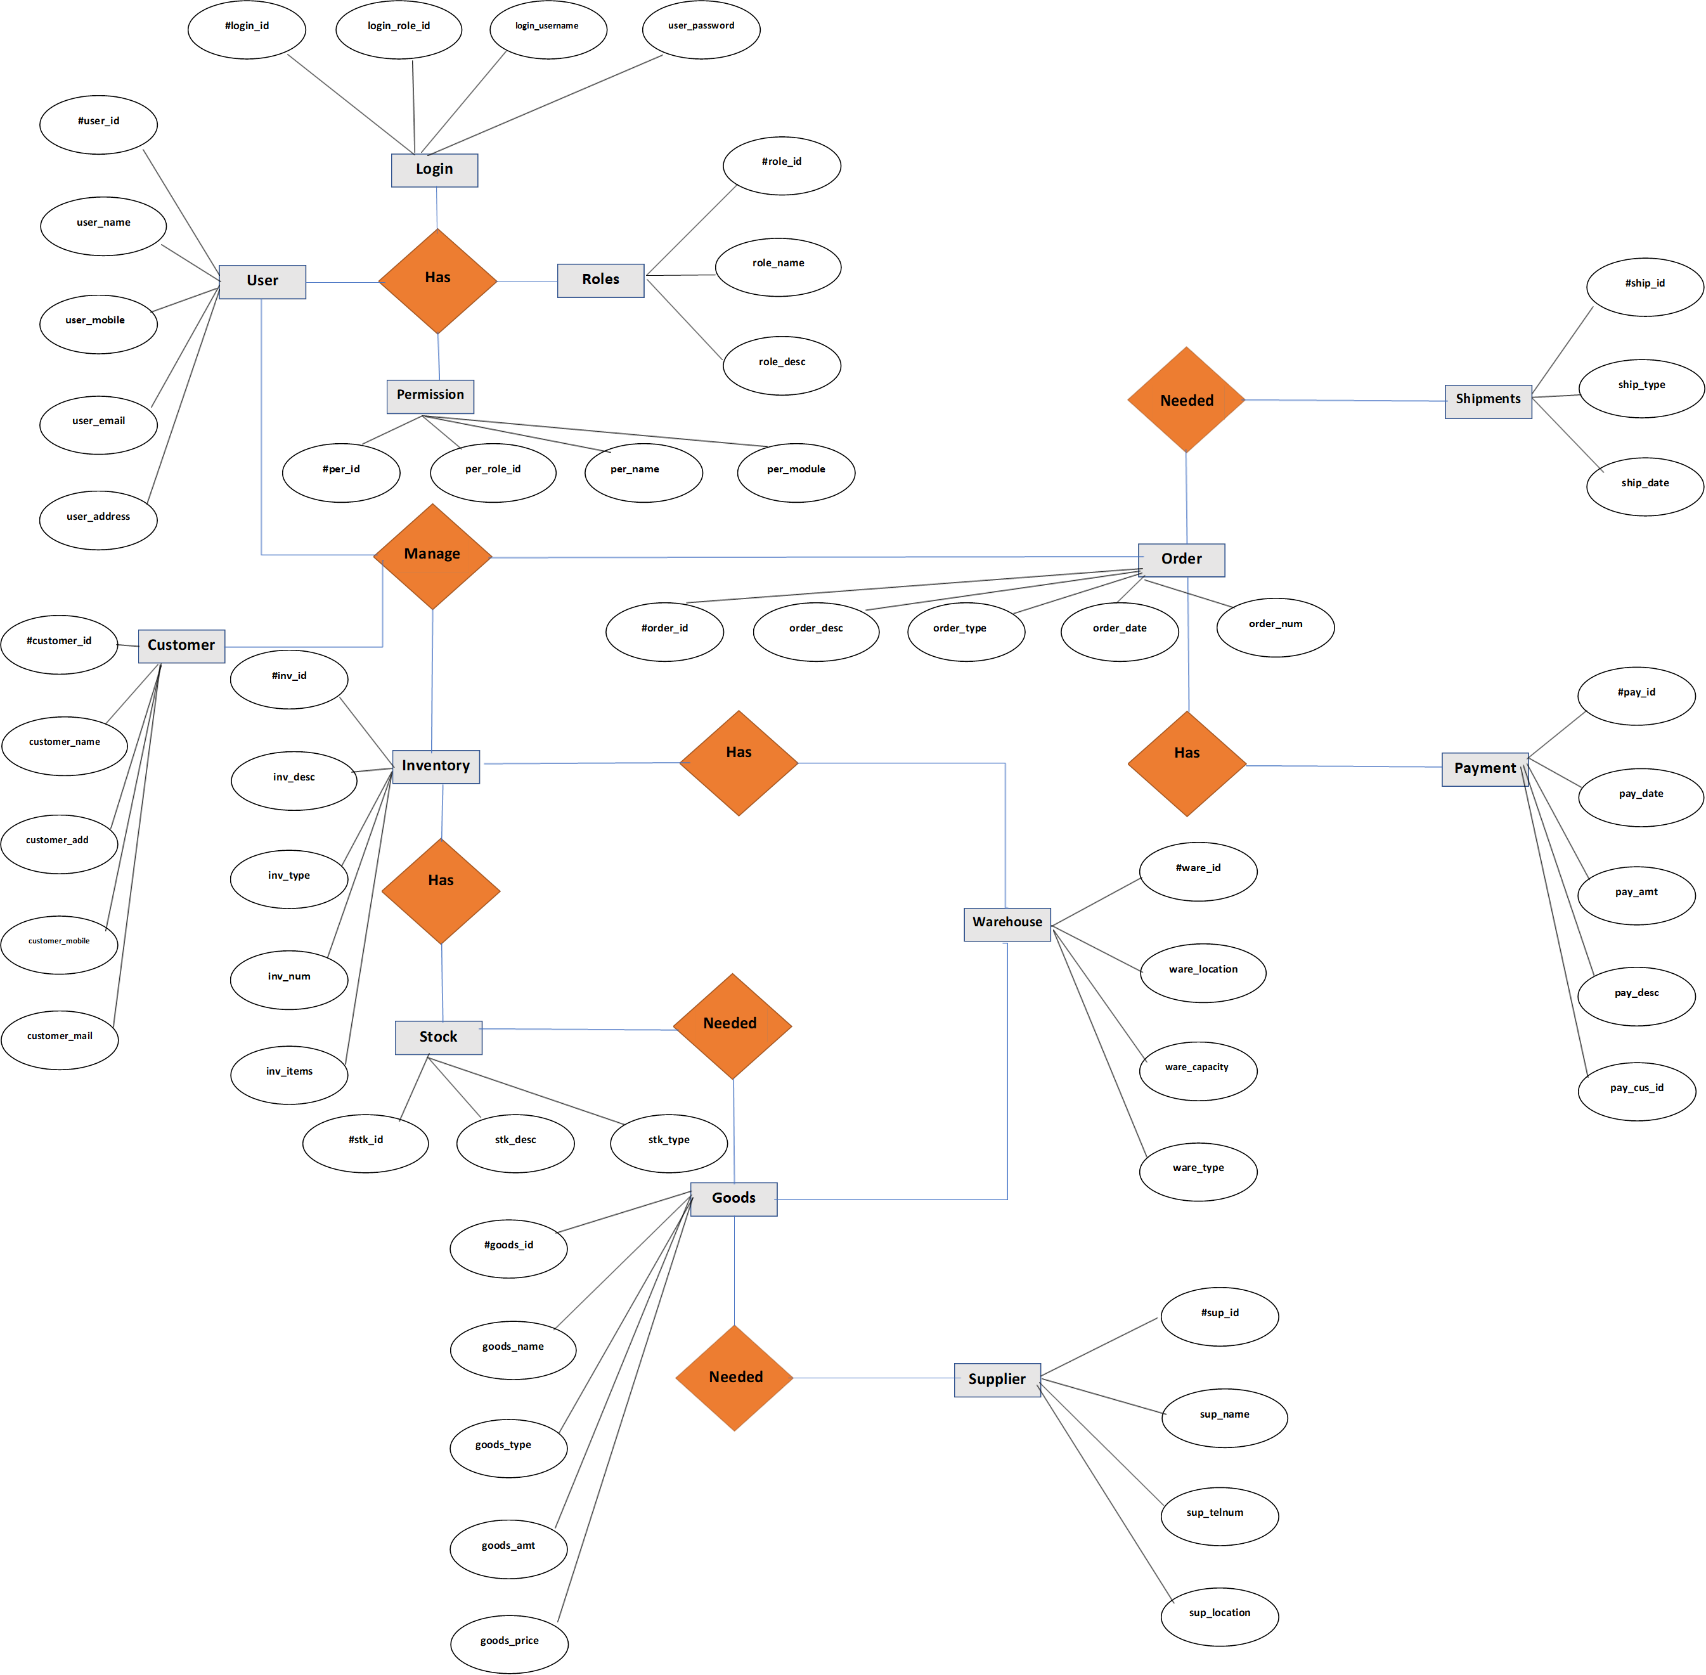 #login_id
login_role_id
login_username
user_password
#user_id
Login
#role_id
user_name
role_name
User
Has
Roles
#ship_id
user_mobile
role_desc
ship_type
Permission
Needed
Shipments
user_email
#per_id
per_role_id
per_name
per_module
ship_date
user_address
Manage
Order
#order_id
order_desc
order_type
order_date
order_num
#customer_id
Customer
#inv_id
#pay_id
customer_name
Has
Has
Inventory
Payment
inv_desc
pay_date
customer_add
#ware_id
inv_type
Has
pay_amt
Warehouse
customer_mobile
ware_location
inv_num
pay_desc
Needed
customer_mail
Stock
inv_items
ware_capacity
pay_cus_id
#stk_id
stk_desc
stk_type
ware_type
Goods
#goods_id
#sup_id
goods_name
Needed
Supplier
sup_name
goods_type
sup_telnum
goods_amt
sup_location
goods_price